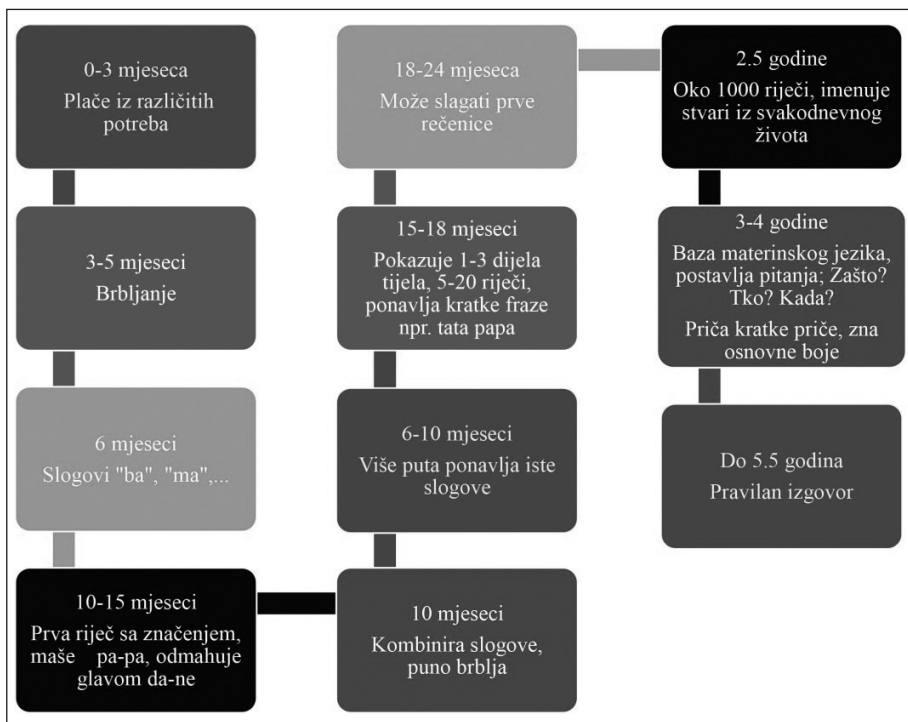 0-3 mjeseca
Plače iz različitih
potreba
3-5 mjeseci
Brbljanje
6 mjeseci
Slogovi "ba", "ma",...
10-15 mjeseci
Prva riječ sa značenjem,
maše pa-pa, odmahuje
glavom da-ne
10 mjeseci
Kombinira slogove,
puno brblja
6-10 mjeseci
Više puta ponavlja iste
slogove
15-18 mjeseci
Pokazuje 1-3 dijela
tijela, 5-20 riječi,
ponavlja kratke fraze
npr. tata papa
18-24 mjeseca
Može slagati prve
rečenice
2.5 godine
Oko 1000 riječi, imenuje
stvari iz svakodnevnog
života
3-4 godine
Baza materinskog jezika,
postavlja pitanja; Zašto?
Tko? Kada?
Priča kratke priče, zna
osnovne boje
Do 5.5 godina
Pravilan izgovor